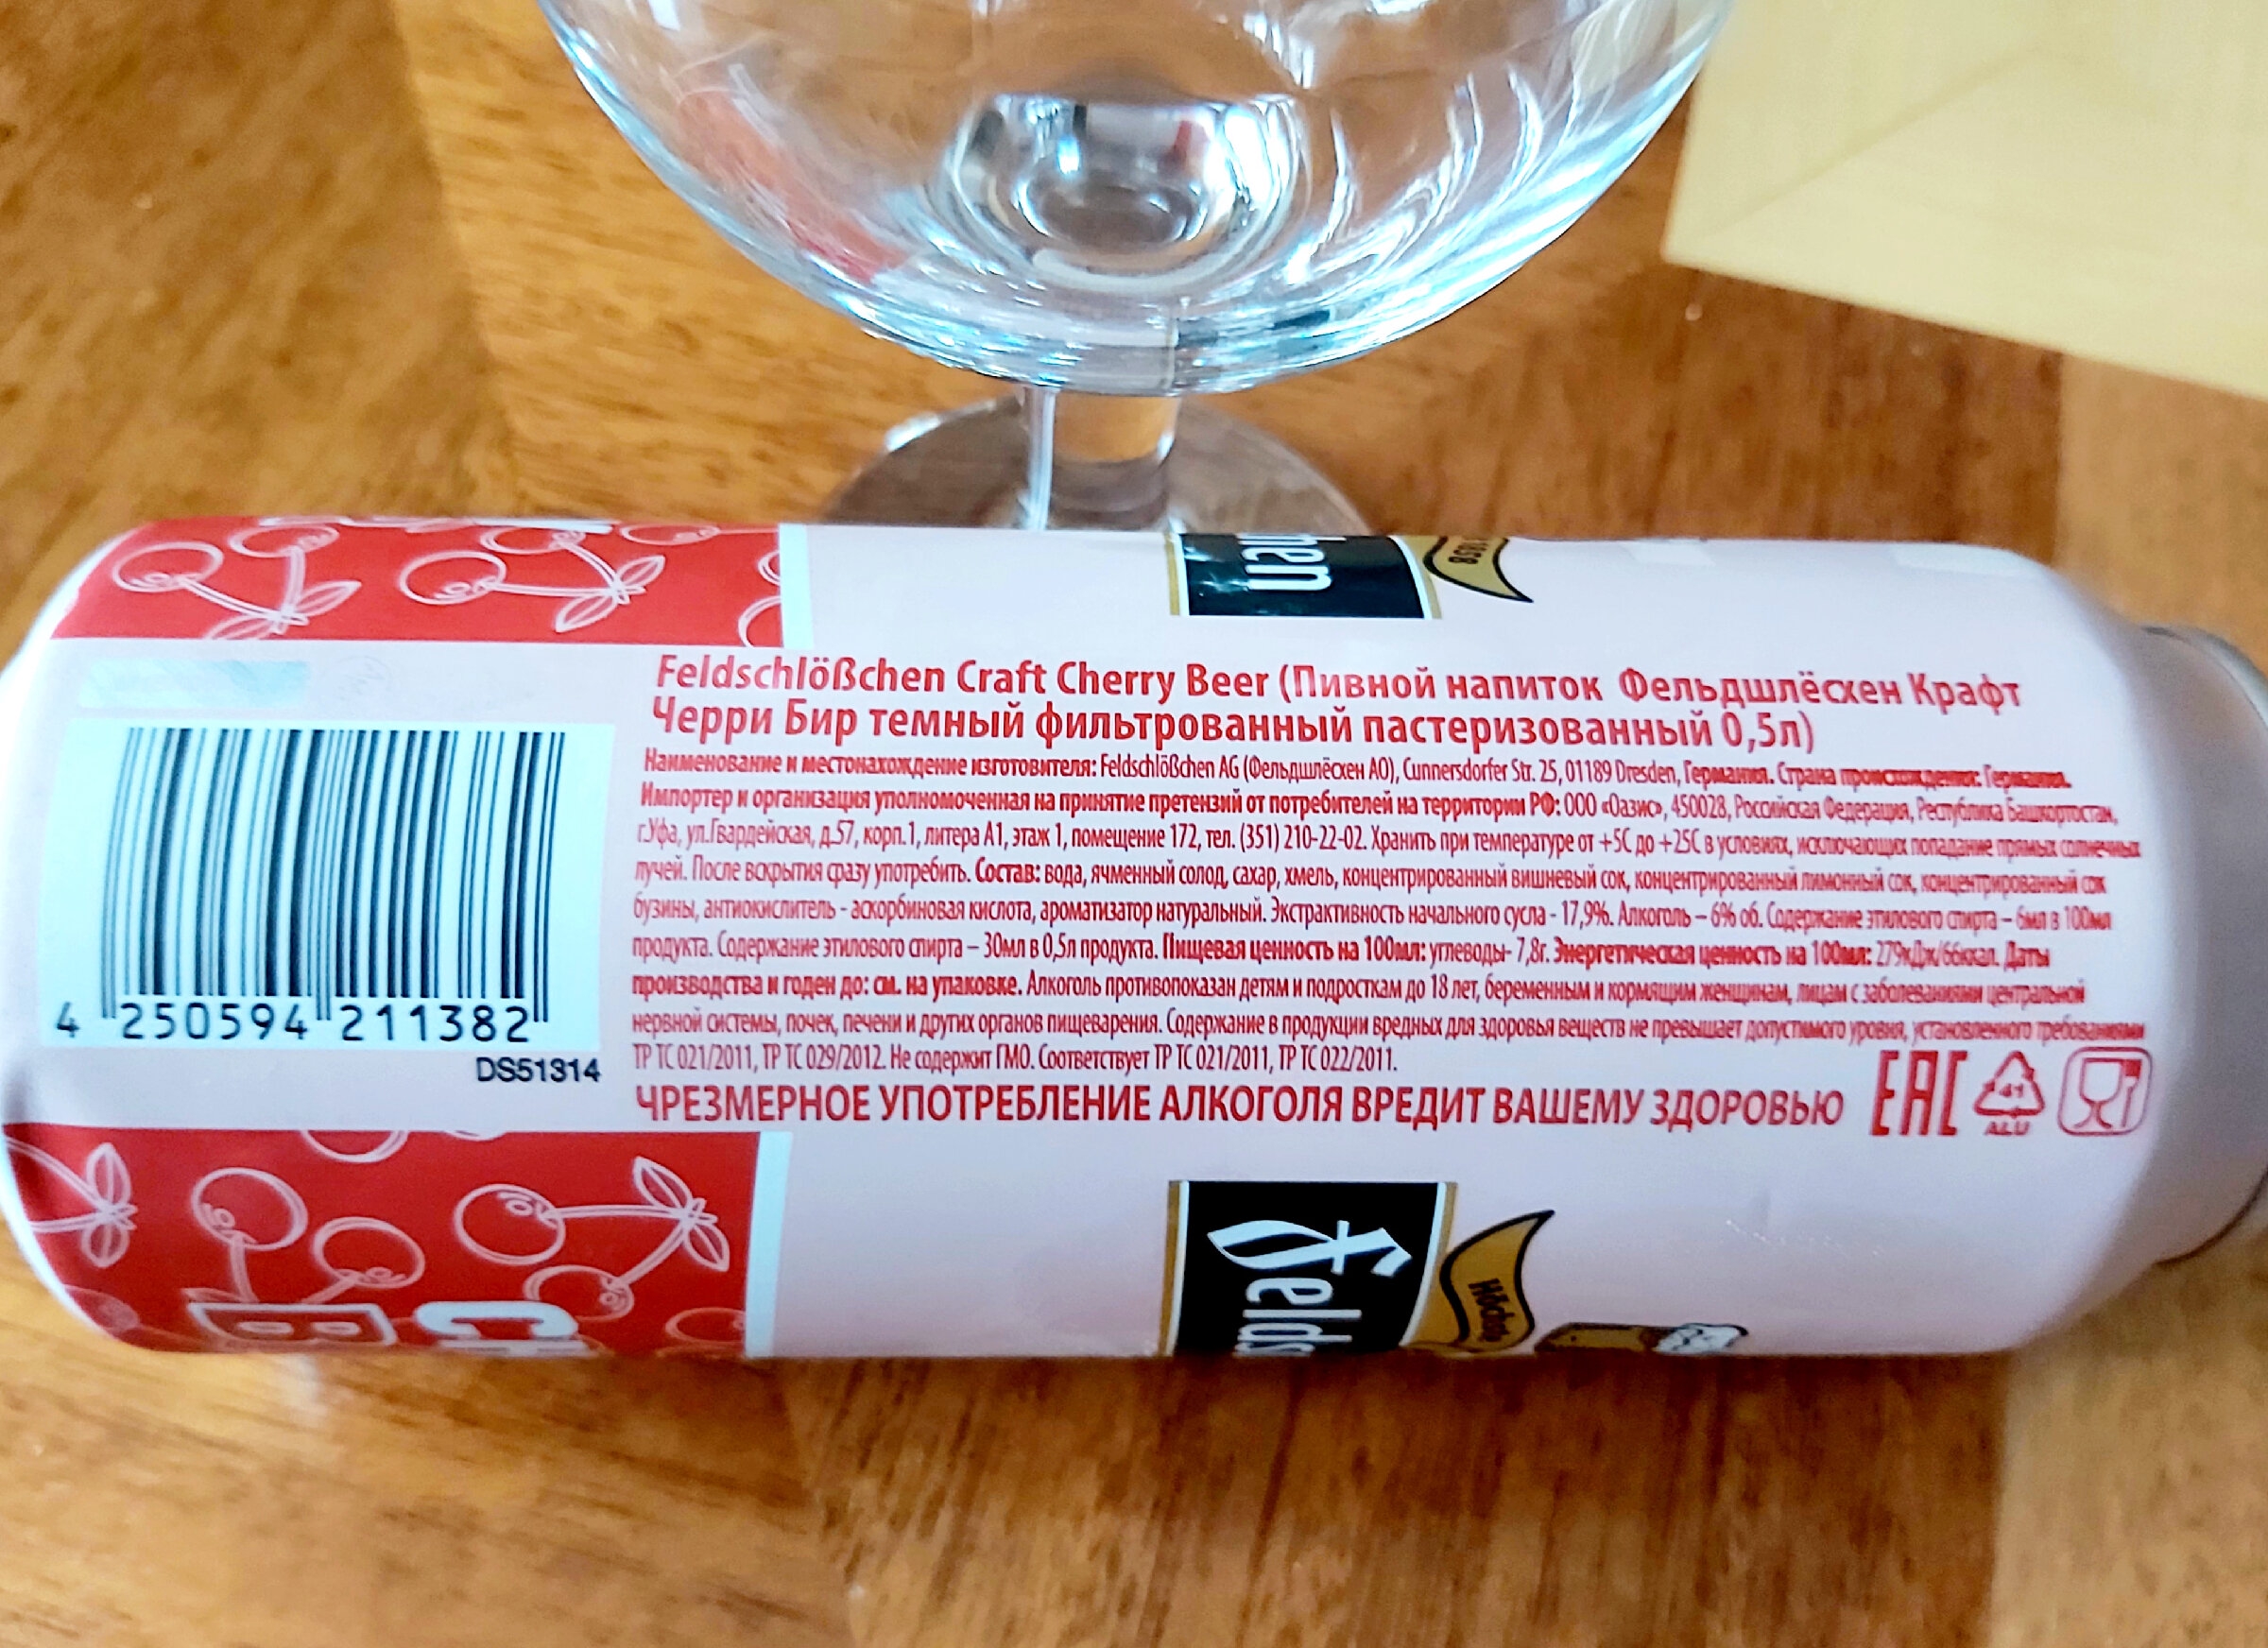 hen
1858
Feldschlößchen Craft Cherry Beer (Пивной напиток Фельдшлёсхен Крафт
Черри Бир темный фильтрованный пастеризованный 0,5л)
Наименование и местонахождение изготовителя: Feldschlößchen AG (Фельдшлёсхен АО), Cunnersdorfer Str. 25, 01189 Dresden, Германия. Страна происхождения: Германия.
Импортер и организация уполномоченная на принятие претензий от потребителей на территории РФ: ООО «Оазис», 450028, Российская Федерация, Республика Башкортостан,
г.Уфа, ул.Гвардейская, д.57, корп.1, литера А1, этаж 1, помещение 172, тел. (351) 210-22-02. Хранить при температуре от +5С до +25С в условиях, исключающих попадание прямых солнечных
лучей. После вскрытия сразу употребить. Состав: вода, ячменный солод, сахар, хмель, концентрированный вишневый сок, концентрированный лимонный сок, концентрированный сок
бузины, антиокислитель - аскорбиновая кислота, ароматизатор натуральный. Экстрактивность начального сусла - 17,9%. Алкоголь – 6% об. Содержание этилового спирта – 6мл в 100мл
продукта. Содержание этилового спирта – 30мл в 0,5л продукта. Пищевая ценность на 100мл: углеводы- 7,8г. Энергетическая ценность на 100мл: 279кДж/66ккал. Даты
производства и годен до: см. на упаковке. Алкоголь противопоказан детям и подросткам до 18 лет, беременным и кормящим женщинам, лицам с заболеваниями центральной
нервной системы, почек, печени и других органов пищеварения. Содержание в продукции вредных для здоровья веществ не превышает допустимого уровня, установленного требованиями
ТР ТС 021/2011, ТР ТС 029/2012. Не содержит ГМО. Соответствует ТР ТС 021/2011, ТР ТС 022/2011.
ЧРЕЗМЕРНОЕ УПОТРЕБЛЕНИЕ АЛКОГОЛЯ ВРЕДИТ ВАШЕМУ ЗДОРОВЬЮ
EAC
41
ALU
4 250594 211382
DS51314
Felds
CH
B